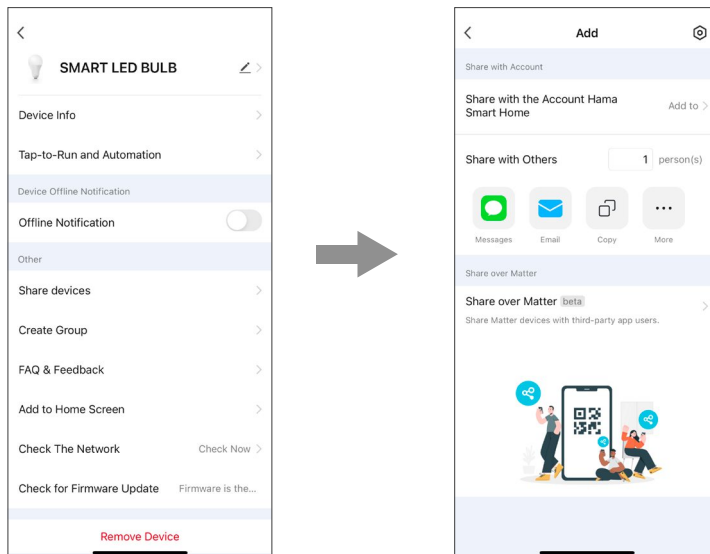 SMART LED BULB
Device Info
Tap-to-Run and Automation
Device Offline Notification
Offline Notification
Other
Share devices
Create Group
FAQ & Feedback
Add to Home Screen
Check The Network Check Now
Check for Firmware Update Firmware is the...
Remove Device
Add
Share with Account
Share with the Account Hama
Smart Home
Add to
Share with Others 1 person(s)
Messages Email Copy More
Share over Matter
Share over Matter beta
Share Matter devices with third-party app users.